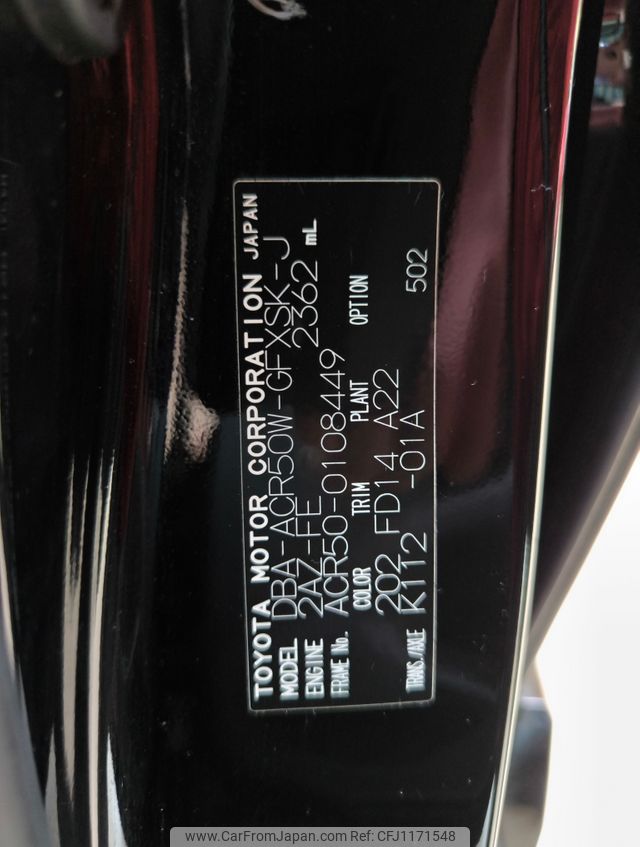 TOYOTA MOTOR CORPORATION JAPAN
MODEL DBA-ACR50W-GFXSK-J
ENGINE 2AZ-FE 2362 mL
FRAME No. ACR50-0108449
COLOR TRIM PLANT OPTION
202 FD14 A22
TRANS./AXLE K112 -01A 502
www.CarFromJapan.com Ref-CFJ1171548